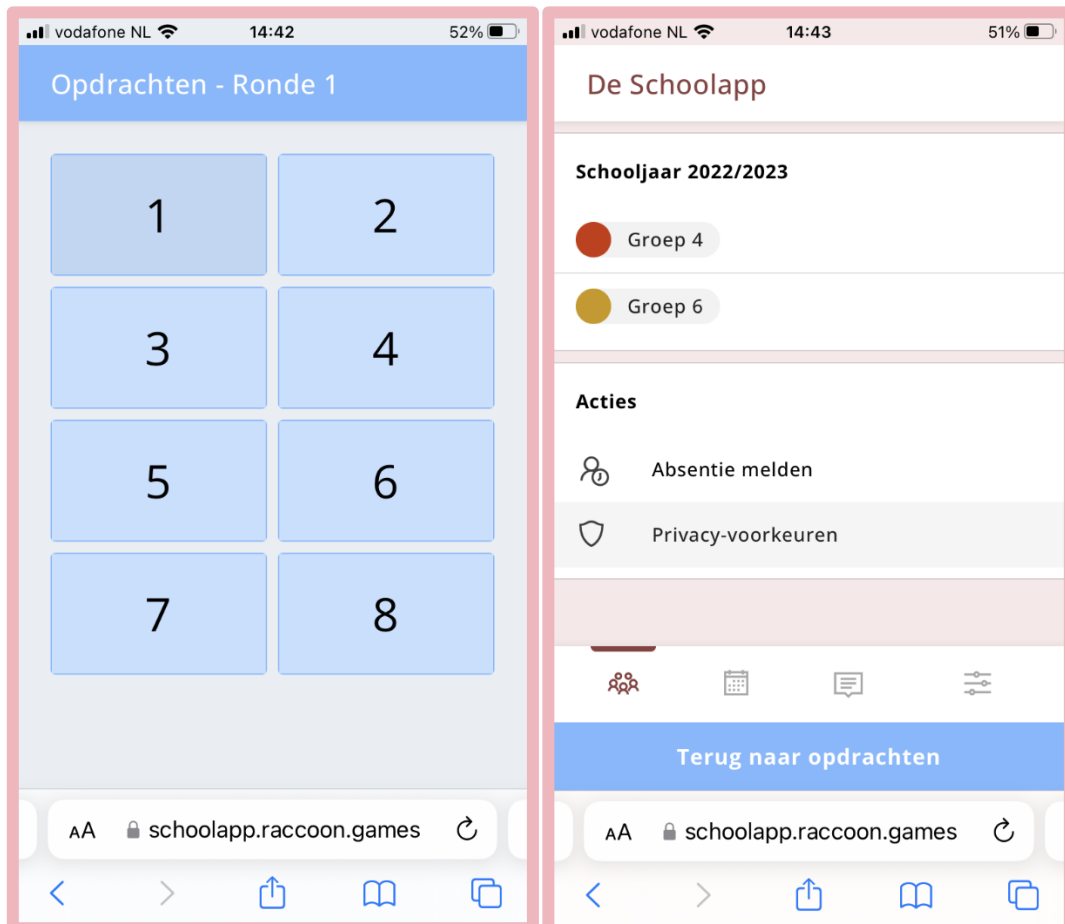 vodafone NL 14:42 52%
Opdrachten - Ronde 1
1 2
3 4
5 6
7 8
AA schoolapp.raccoon.games
vodafone NL 14:43 51%
De Schoolapp
Schooljaar 2022/2023
Groep 4
Groep 6
Acties
Absentie melden
Privacy-voorkeuren
Terug naar opdrachten
AA schoolapp.raccoon.games